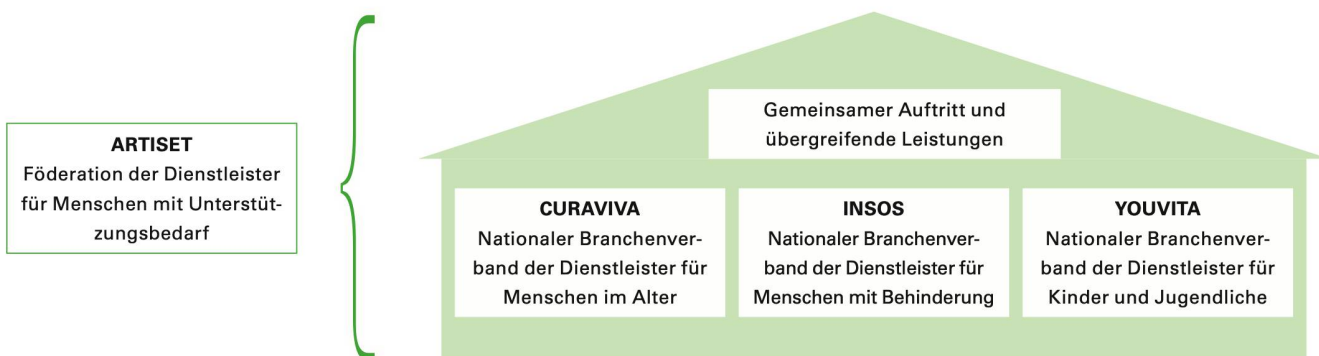 ARTISET
Föderation der Dienstleister
für Menschen mit Unterstüt-
zungsbedarf
Gemeinsamer Auftritt und
übergreifende Leistungen
CURAVIVA
Nationaler Branchenver-
band der Dienstleister für
Menschen im Alter
INSOS
Nationaler Branchenver-
band der Dienstleister für
Menschen mit Behinderung
YOUVITA
Nationaler Branchenver-
band der Dienstleister für
Kinder und Jugendliche